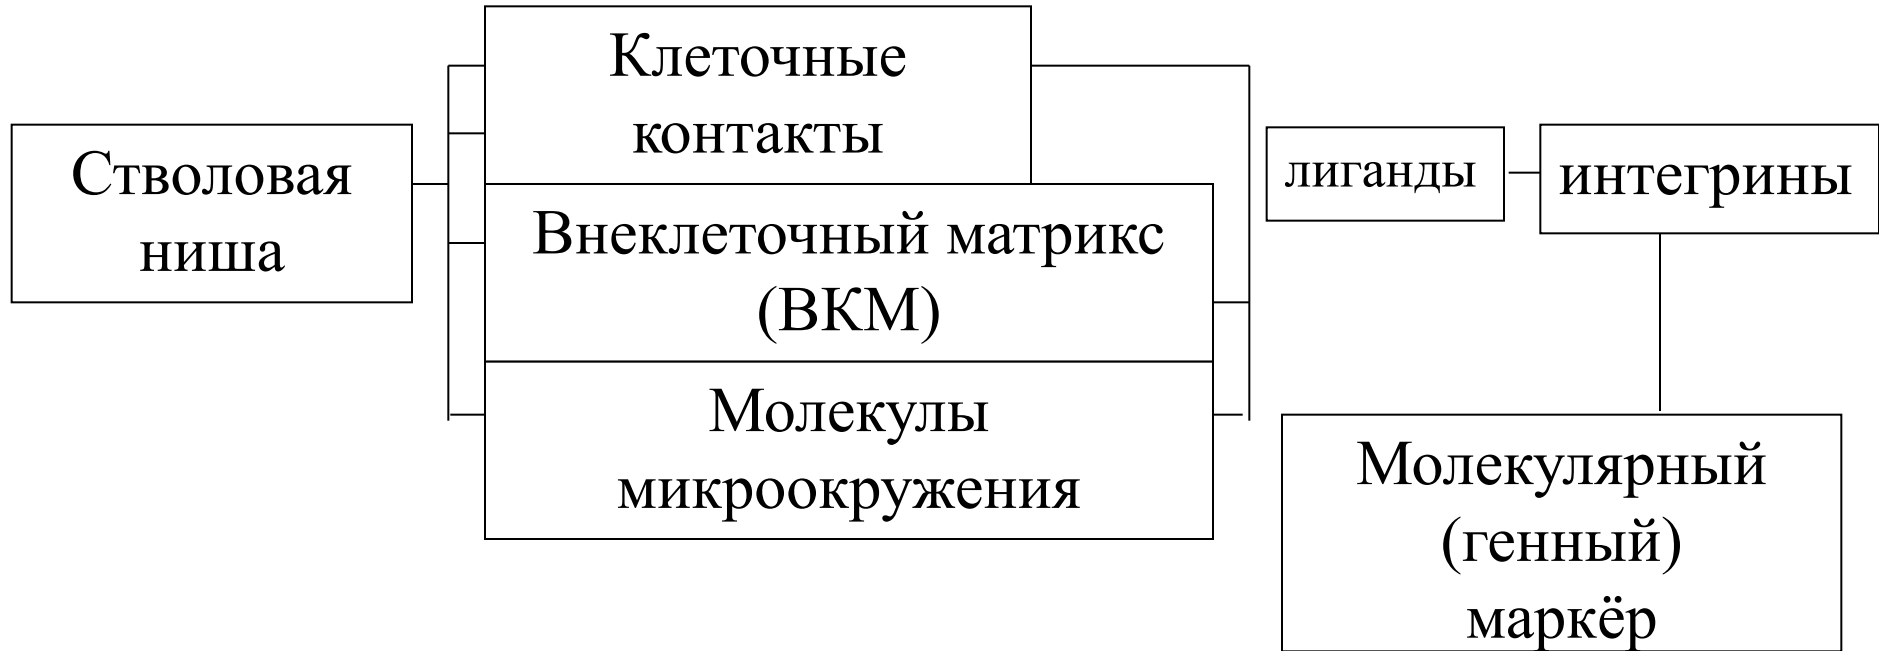 Стволовая
ниша
Клеточные
контакты
Внеклеточный матрикс
(ВКМ)
Молекулы
микроокружения
лиганды
интегрины
Молекулярный
(генный)
маркёр